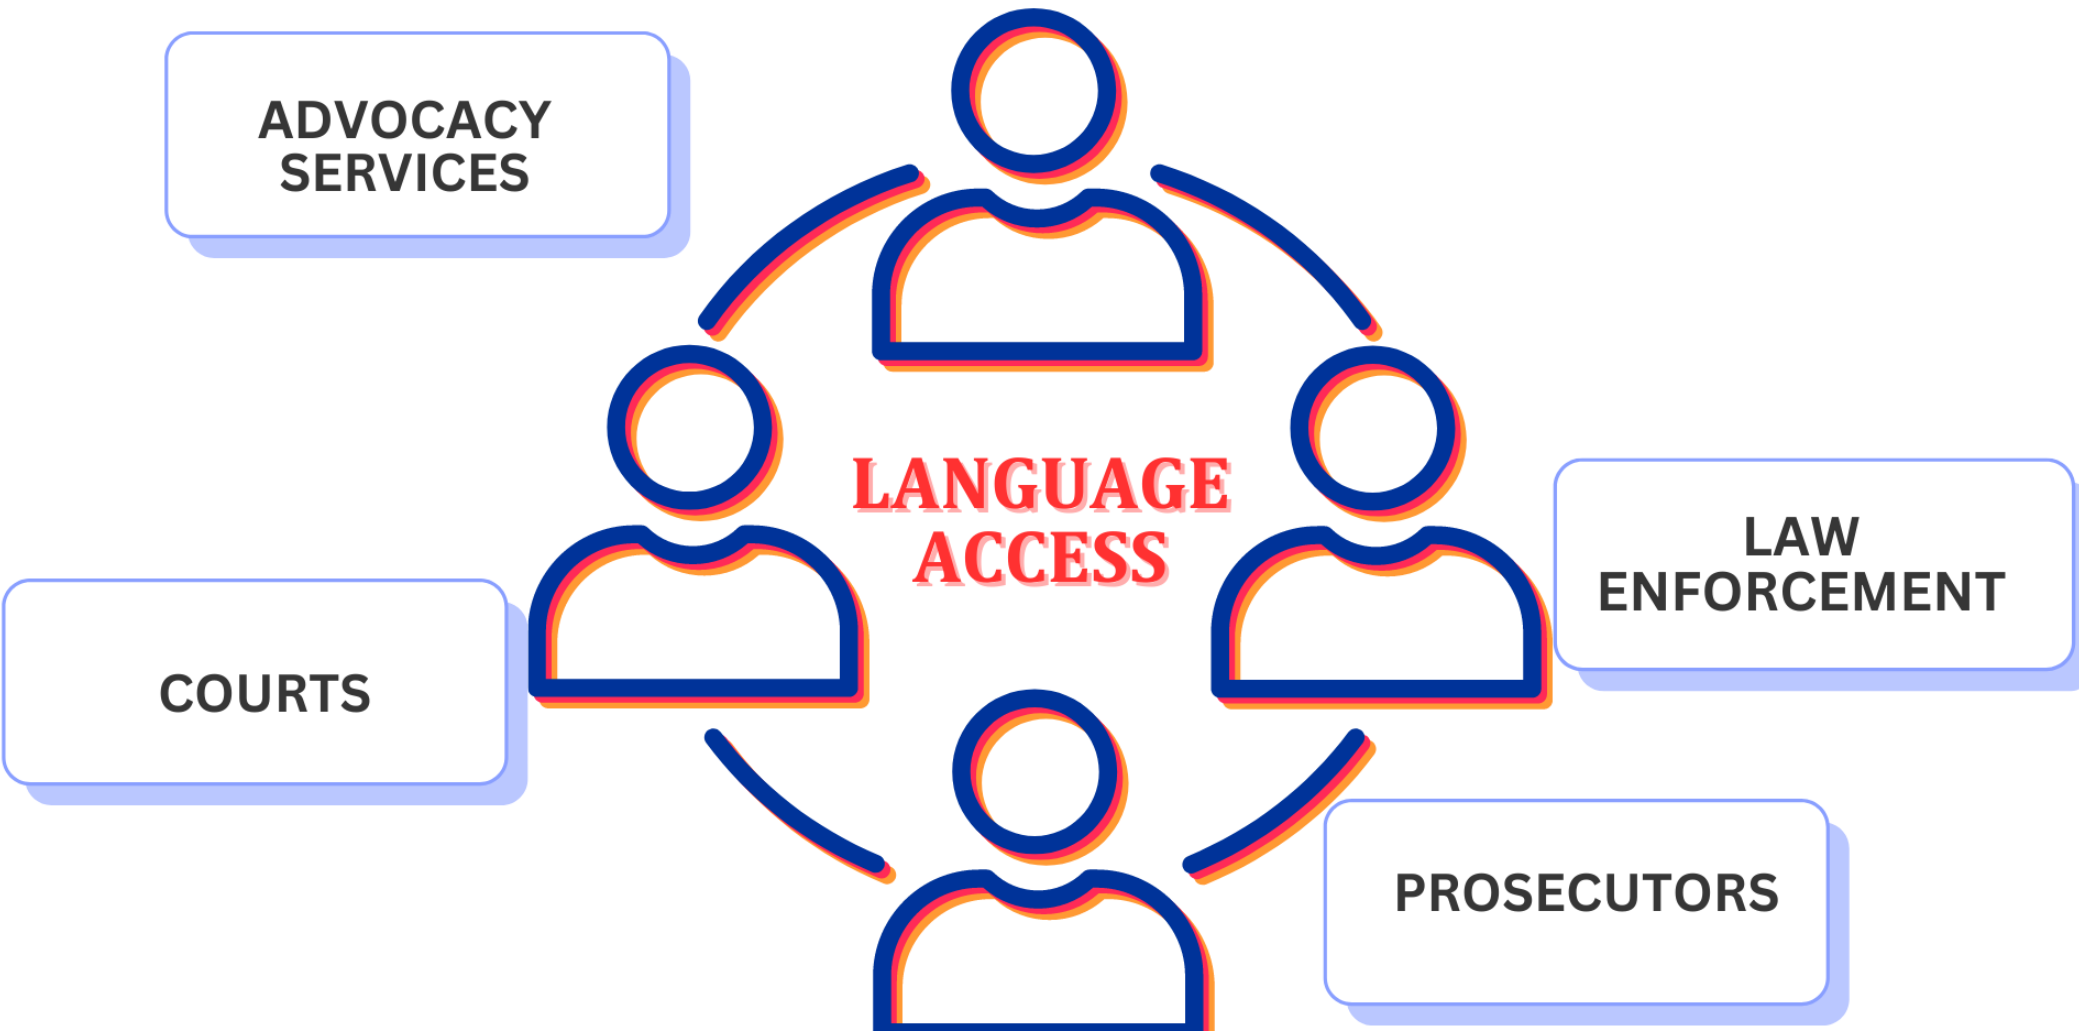 ADVOCACY
SERVICES
LANGUAGE
ACCESS
LAW
ENFORCEMENT
COURTS
PROSECUTORS